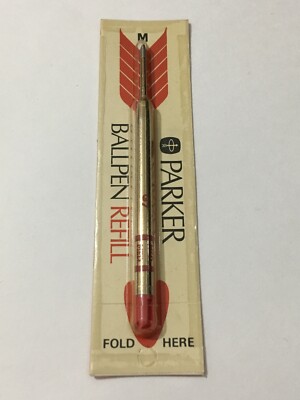 M
PARKER
BALLPEN REFILL
FOLD HERE